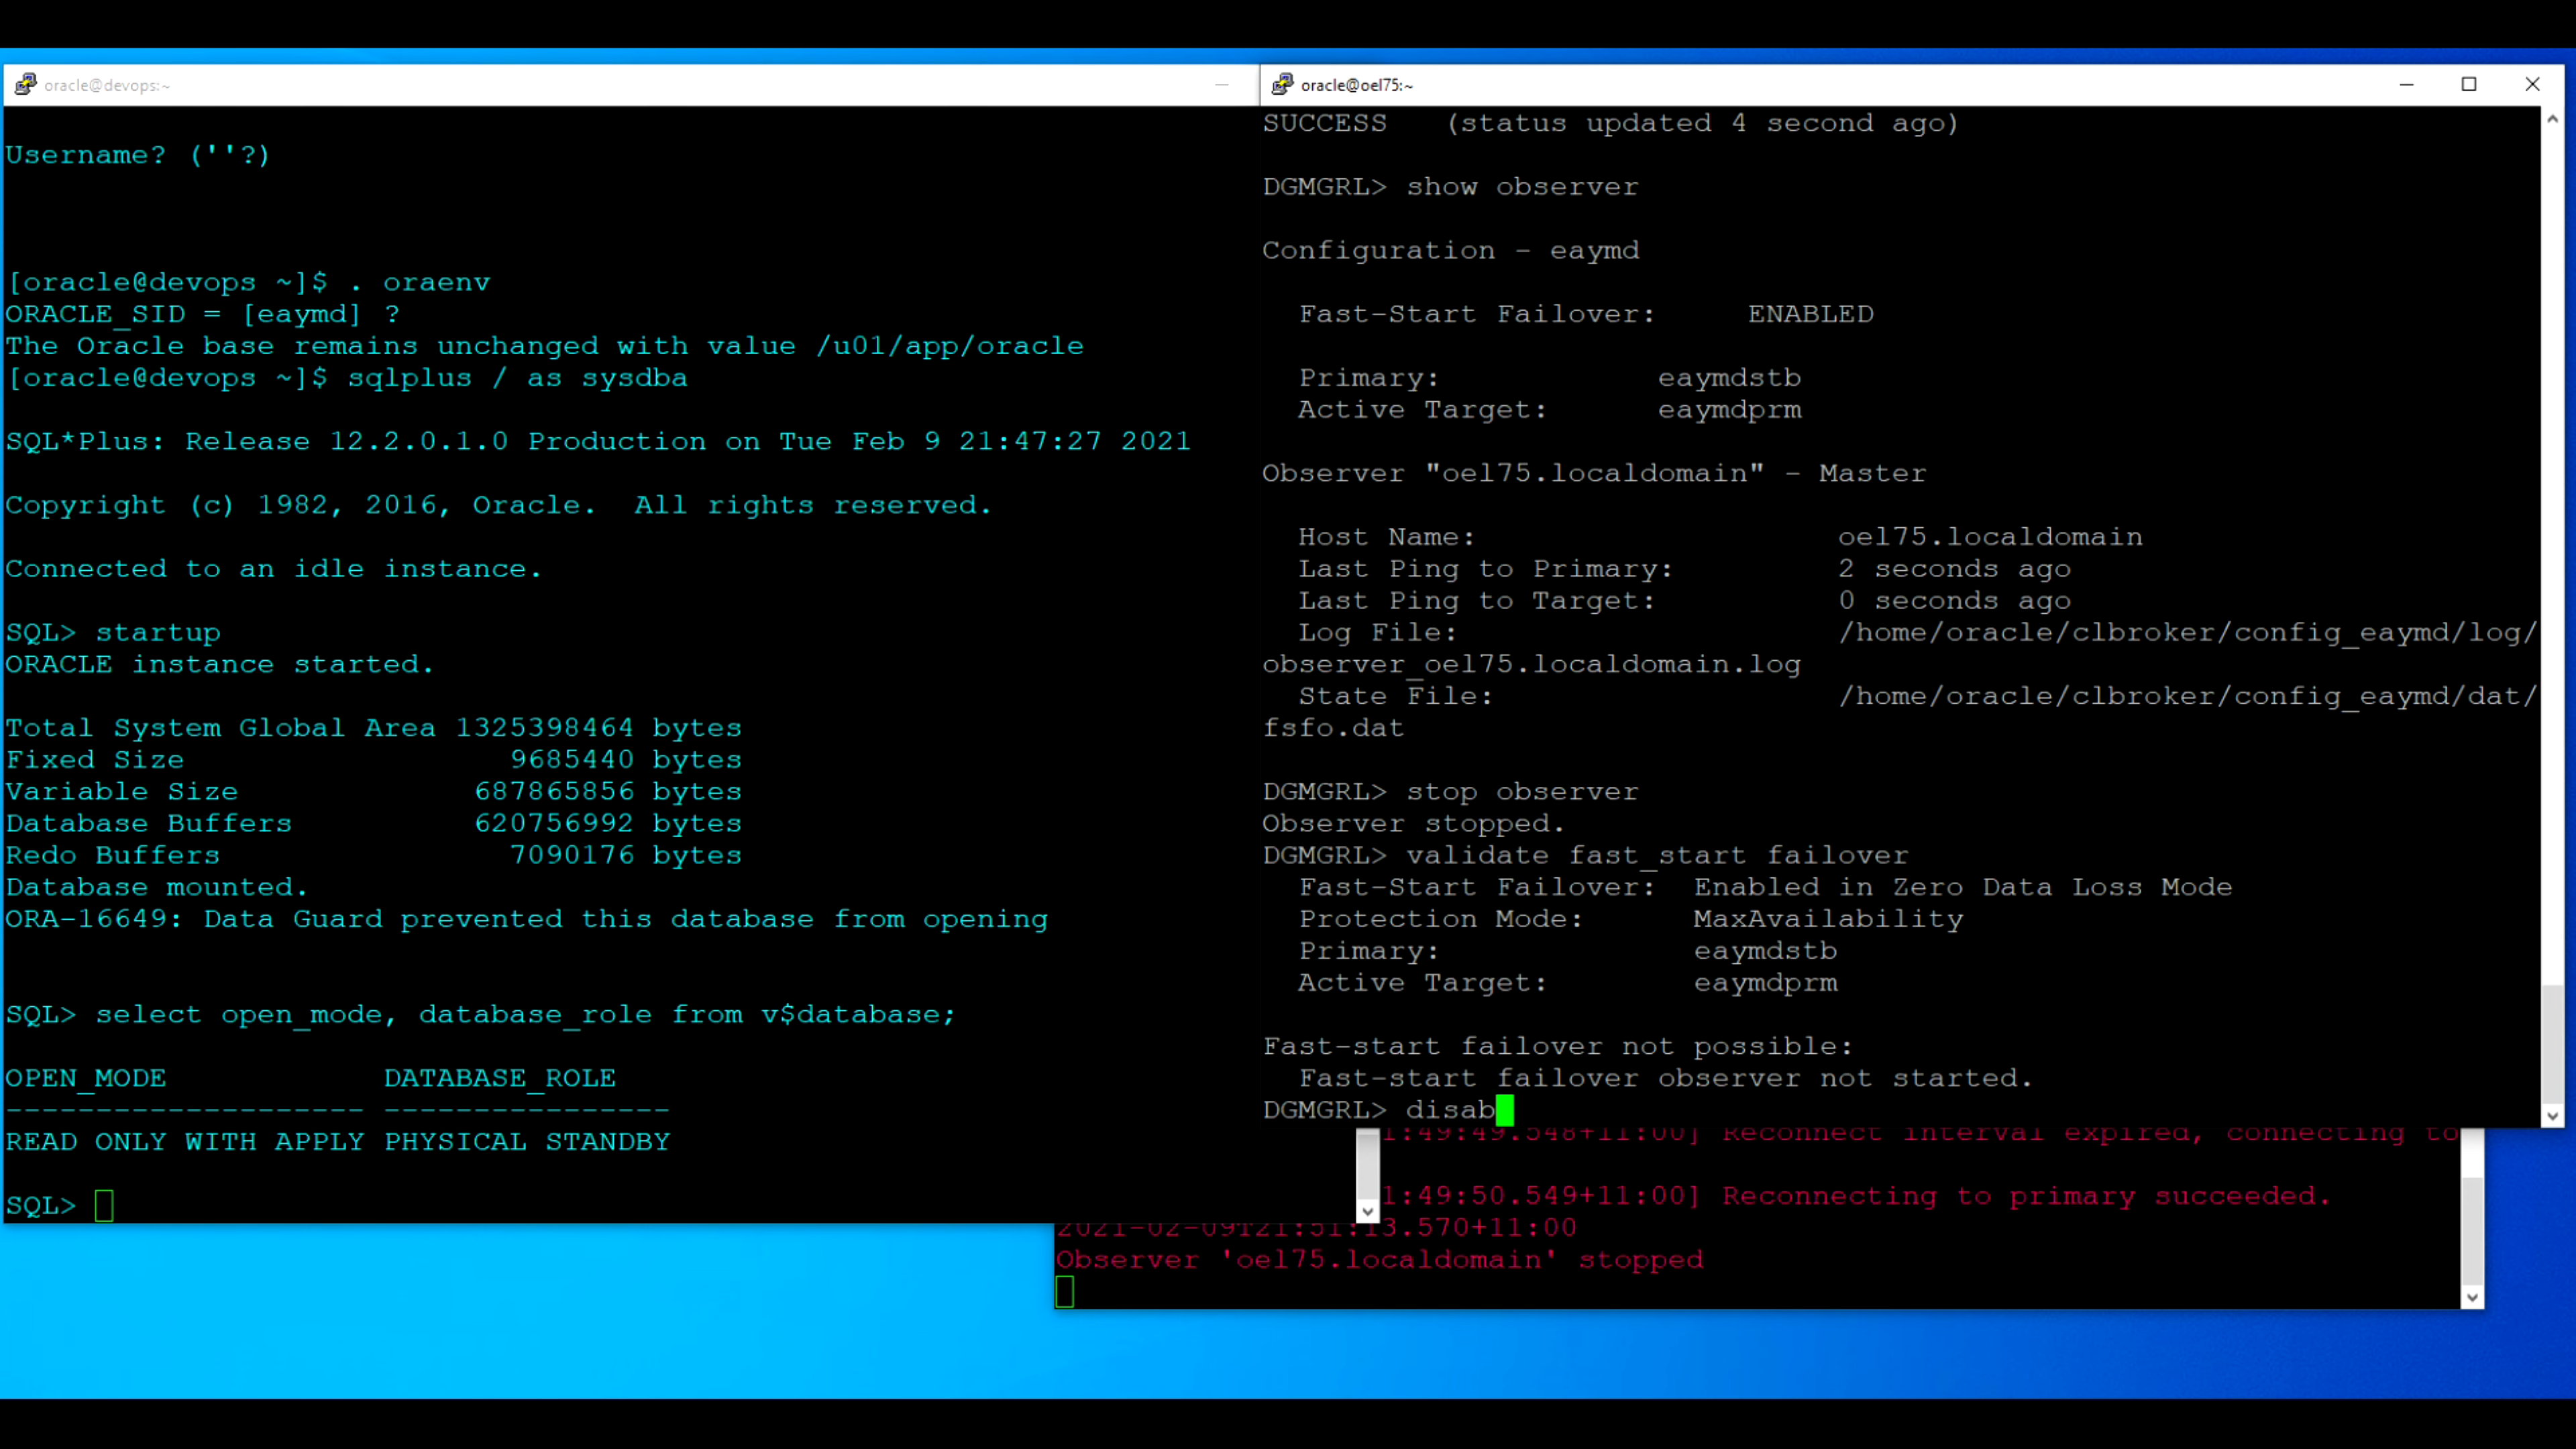 oracle@devops:~
Username? (''?)
[oracle@devops ~]$ . oraenv
ORACLE_SID = [eaymd] ?
The Oracle base remains unchanged with value /u01/app/oracle
[oracle@devops ~]$ sqlplus / as sysdba
SQL*Plus: Release 12.2.0.1.0 Production on Tue Feb 9 21:47:27 2021
Copyright (c) 1982, 2016, Oracle.  All rights reserved.
Connected to an idle instance.
SQL> startup
ORACLE instance started.
Total System Global Area 1325398464 bytes
Fixed Size                  9685440 bytes
Variable Size             687865856 bytes
Database Buffers          620756992 bytes
Redo Buffers                7090176 bytes
Database mounted.
ORA-16649: Data Guard prevented this database from opening
SQL> select open_mode, database_role from v$database;
OPEN_MODE            DATABASE_ROLE
-------------------- ----------------
READ ONLY WITH APPLY PHYSICAL STANDBY
SQL>
oracle@oel75:~
SUCCESS   (status updated 4 second ago)
DGMGRL> show observer
Configuration - eaymd
  Fast-Start Failover:     ENABLED
  Primary:            eaymdstb
  Active Target:      eaymdprm
Observer "oel75.localdomain" - Master
  Host Name:                    oel75.localdomain
  Last Ping to Primary:         2 seconds ago
  Last Ping to Target:          0 seconds ago
  Log File:                     /home/oracle/clbroker/config_eaymd/log/
observer_oel75.localdomain.log
  State File:                   /home/oracle/clbroker/config_eaymd/dat/
fsfo.dat
DGMGRL> stop observer
Observer stopped.
DGMGRL> validate fast_start failover
  Fast-Start Failover:  Enabled in Zero Data Loss Mode
  Protection Mode:      MaxAvailability
  Primary:              eaymdstb
  Active Target:        eaymdprm
Fast-start failover not possible:
  Fast-start failover observer not started.
DGMGRL> disab
1:49:49.548+11:00] Reconnect interval expired, connecting to
1:49:50.549+11:00] Reconnecting to primary succeeded.
2021-02-09T21:51:13.570+11:00
Observer 'oel75.localdomain' stopped